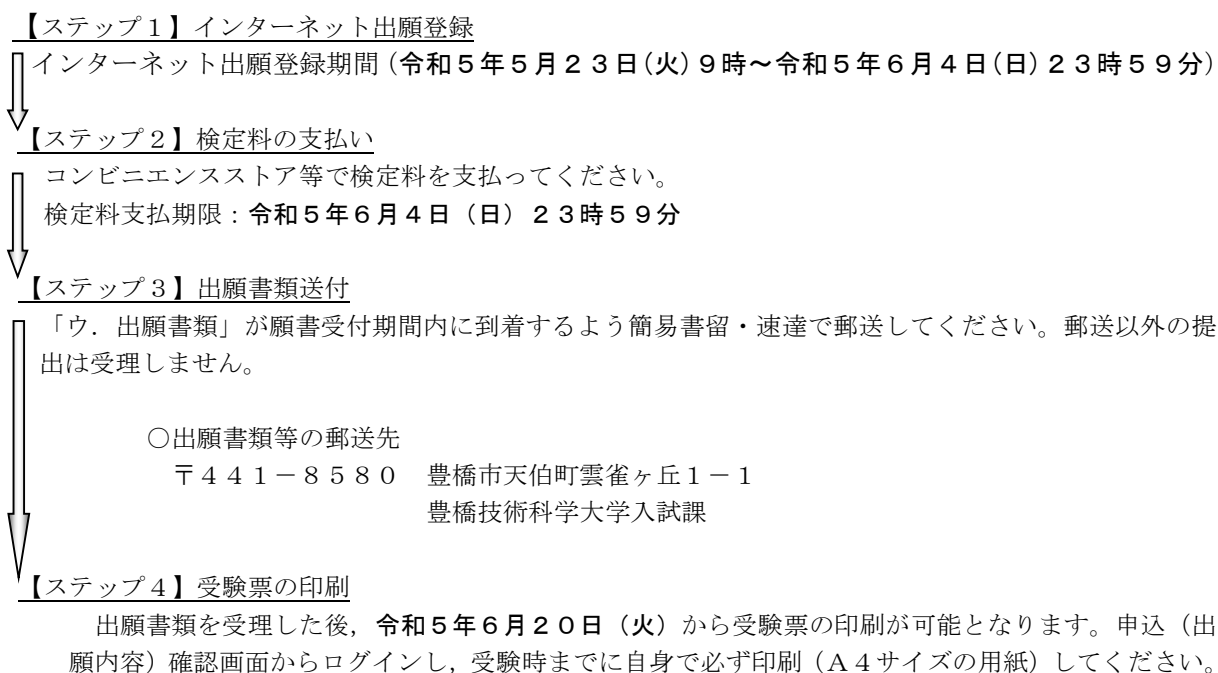 【ステップ１】インターネット出願登録
インターネット出願登録期間（令和５年５月２３日（火）９時～令和５年６月４日（日）２３時５９分）
【ステップ２】検定料の支払い
コンビニエンスストア等で検定料を支払ってください。
検定料支払期限：令和５年６月４日（日）２３時５９分
【ステップ３】出願書類送付
「ウ．出願書類」が願書受付期間内に到着するよう簡易書留・速達で郵送してください。郵送以外の提
出は受理しません。
○出願書類等の郵送先
〒４４１－８５８０　豊橋市天伯町雲雀ヶ丘１－１
豊橋技術科学大学入試課
【ステップ４】受験票の印刷
出願書類を受理した後，令和５年６月２０日（火）から受験票の印刷が可能となります。申込（出
願内容）確認画面からログインし，受験時までに自身で必ず印刷（Ａ４サイズの用紙）してください。